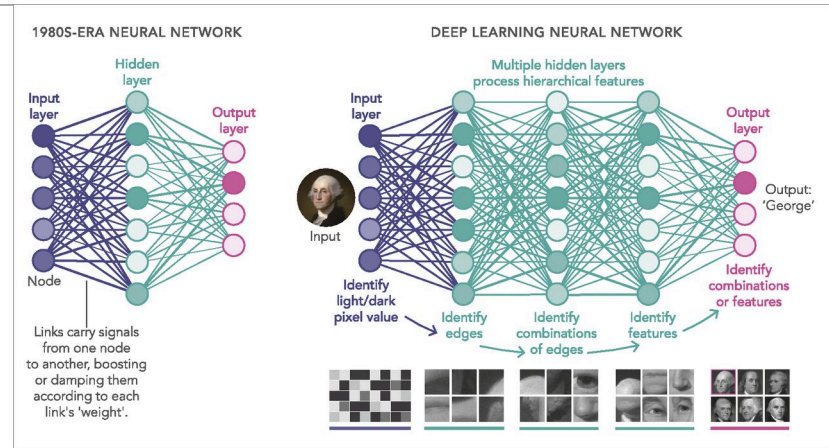 1980S-ERA NEURAL NETWORK
Hidden
layer
Input
layer
Output
layer
Node
Links carry signals
from one node
to another, boosting
or damping them
according to each
link's 'weight'.
DEEP LEARNING NEURAL NETWORK
Multiple hidden layers
process hierarchical features
Input
layer
Output
layer
Input
Output:
'George'
Identify
light/dark
pixel value
Identify
edges
Identify
combinations
of edges
Identify
features
Identify
combinations
or features